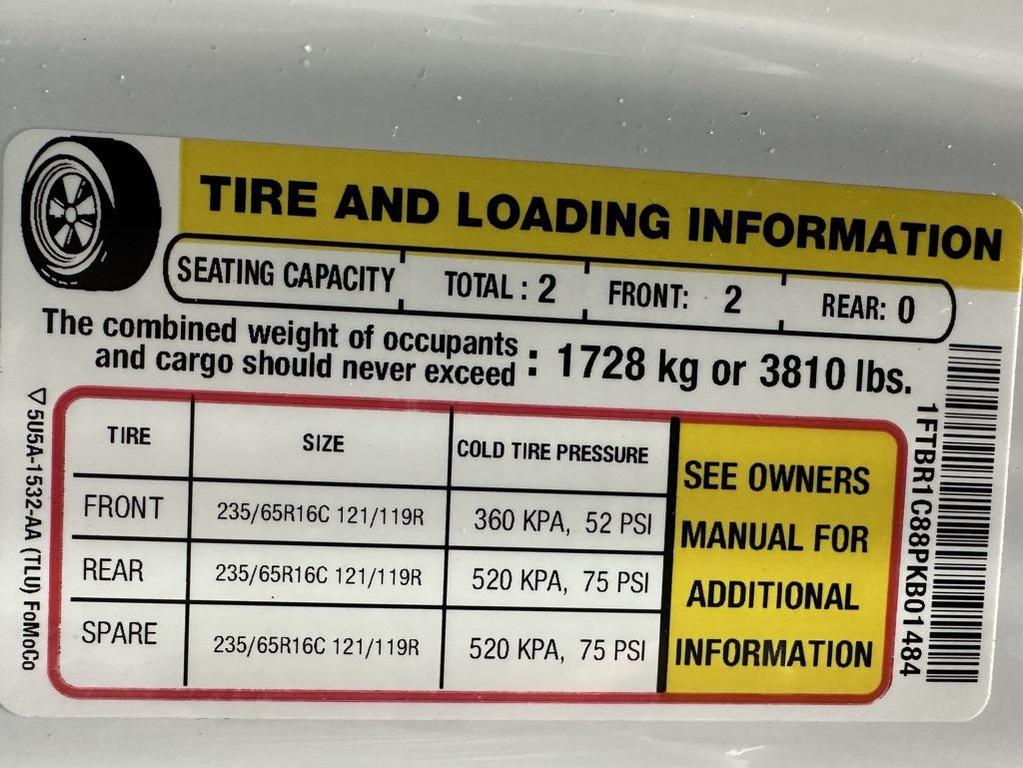 TIRE AND LOADING INFORMATION
SEATING CAPACITY TOTAL : 2 FRONT: 2 REAR: 0
The combined weight of occupants
and cargo should never exceed : 1728 kg or 3810 lbs.
TIRE SIZE COLD TIRE PRESSURE
FRONT 235/65R16C 121/119R 360 KPA, 52 PSI
REAR 235/65R16C 121/119R 520 KPA, 75 PSI
SPARE 235/65R16C 121/119R 520 KPA, 75 PSI
SEE OWNERS
MANUAL FOR
ADDITIONAL
INFORMATION
1FTBR1C88PKB01484
▽5U5A-1532-AA (TLU) FoMoCo